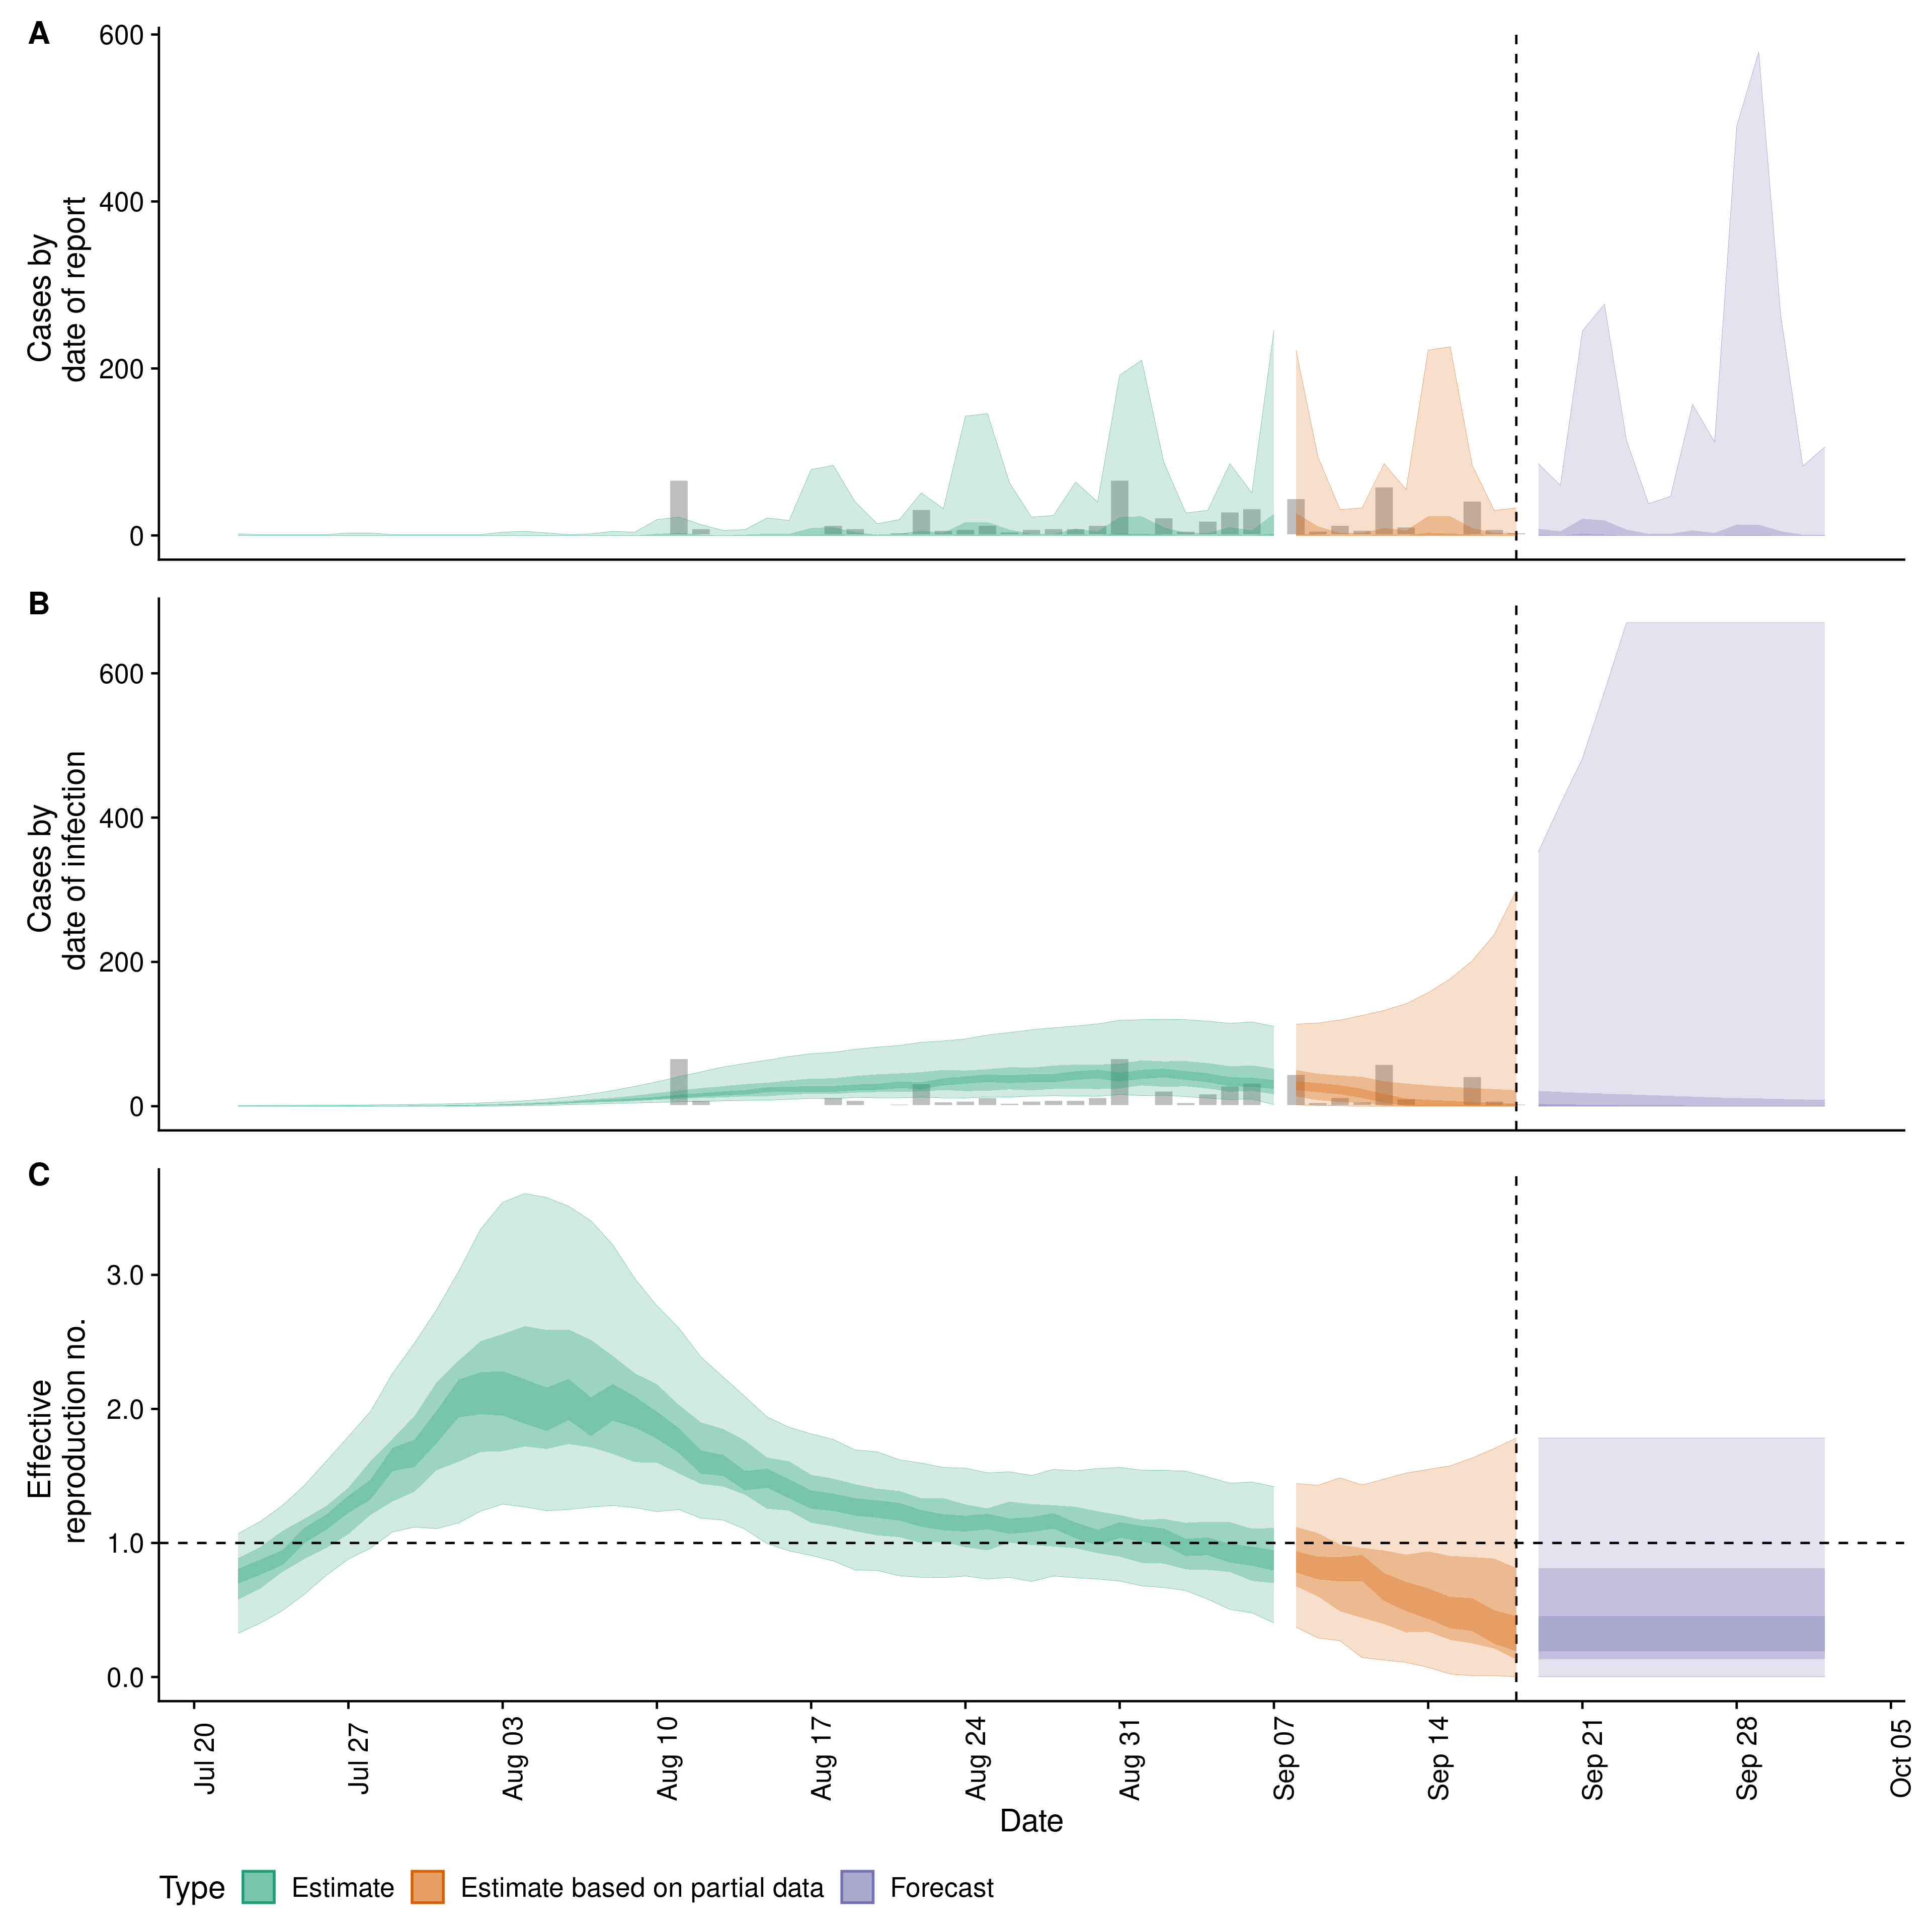 A
600
400
200
0
Cases by
date of report
B
600
400
200
0
Cases by
date of infection
C
3.0
2.0
1.0
0.0
Effective
reproduction no.
Jul 20
Jul 27
Aug 03
Aug 10
Aug 17
Aug 24
Aug 31
Sep 07
Sep 14
Sep 21
Sep 28
Oct 05
Date
Type Estimate Estimate based on partial data Forecast